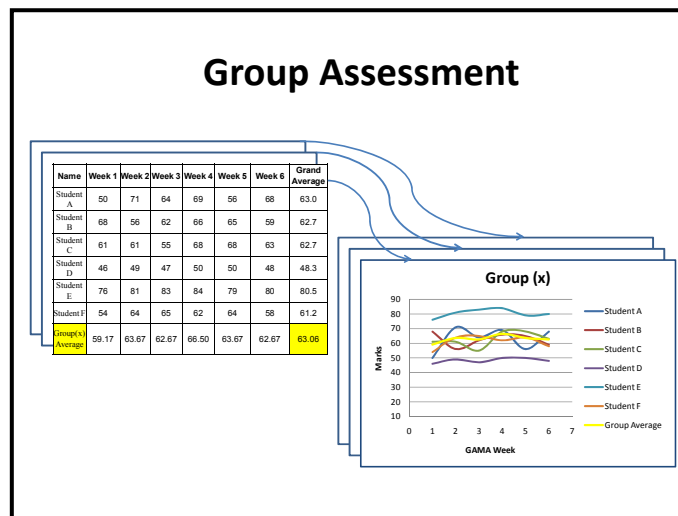 Group Assessment
Name Week 1 Week 2 Week 3 Week 4 Week 5 Week 6 Grand Average
Student A 50 71 64 69 56 68 63.0
Student B 68 56 62 66 65 59 62.7
Student C 61 61 55 68 68 63 62.7
Student D 46 49 47 50 50 48 48.3
Student E 76 81 83 84 79 80 80.5
Student F 54 64 65 62 64 58 61.2
Group(x) Average 59.17 63.67 62.67 66.50 63.67 62.67 63.06
Group (x)
Marks
90
80
70
60
50
40
30
20
10
0 1 2 3 4 5 6 7
GAMA Week
Student A
Student B
Student C
Student D
Student E
Student F
Group Average